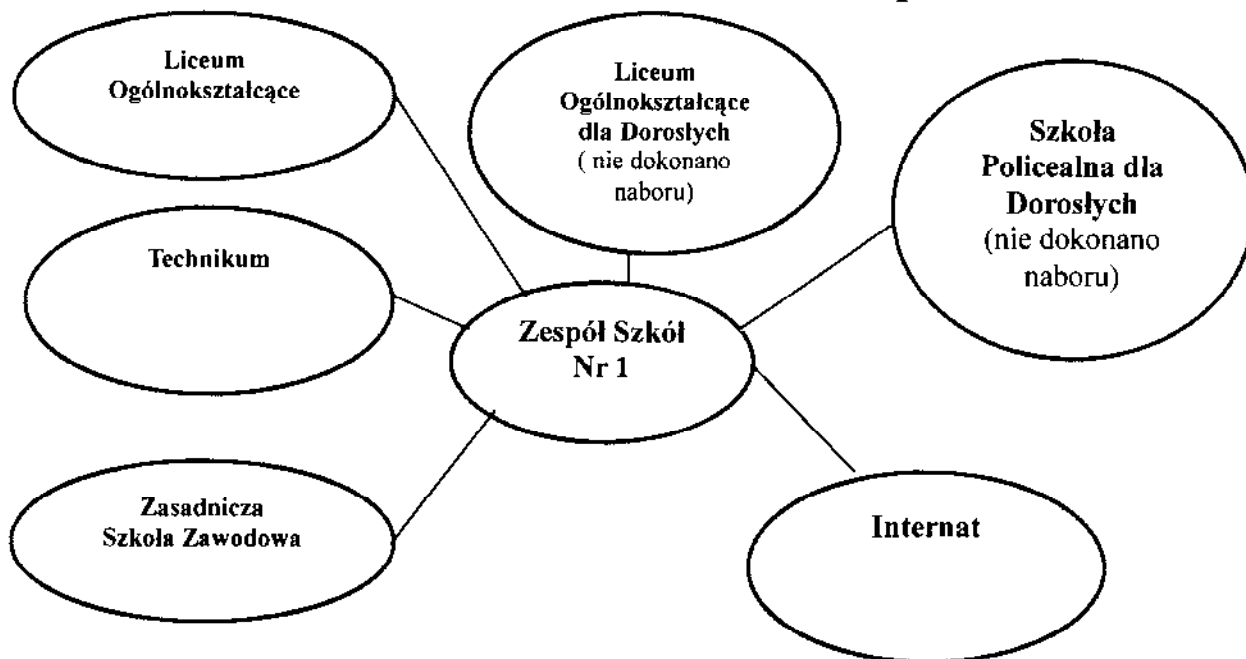 Liceum
Ogólnokształcące
Liceum
Ogólnokształcące
dla Dorosłych
( nie dokonano
naboru)
Szkoła
Policealna dla
Dorosłych
(nie dokonano
naboru)
Technikum
Zespół Szkół
Nr 1
Zasadnicza
Szkoła Zawodowa
Internat